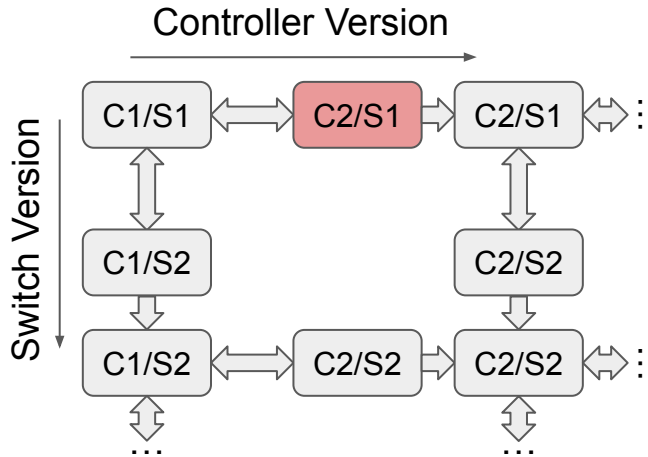 Controller Version
Switch Version
C1/S1
C2/S1
C2/S1
...
C1/S2
C2/S2
C1/S2
C2/S2
C2/S2
...
...
...